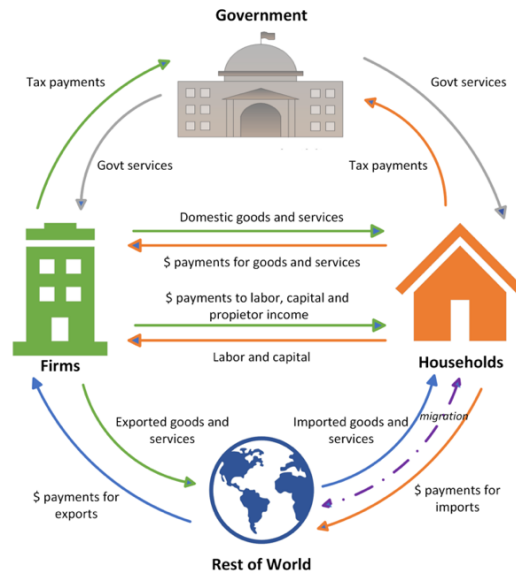 Government
Tax payments
Govt services
Govt services
Tax payments
Domestic goods and services
$ payments for goods and services
$ payments to labor, capital and
propietor income
Labor and capital
Firms
Households
Exported goods and
services
Imported goods and
services
migration
$ payments for
exports
$ payments for
imports
Rest of World